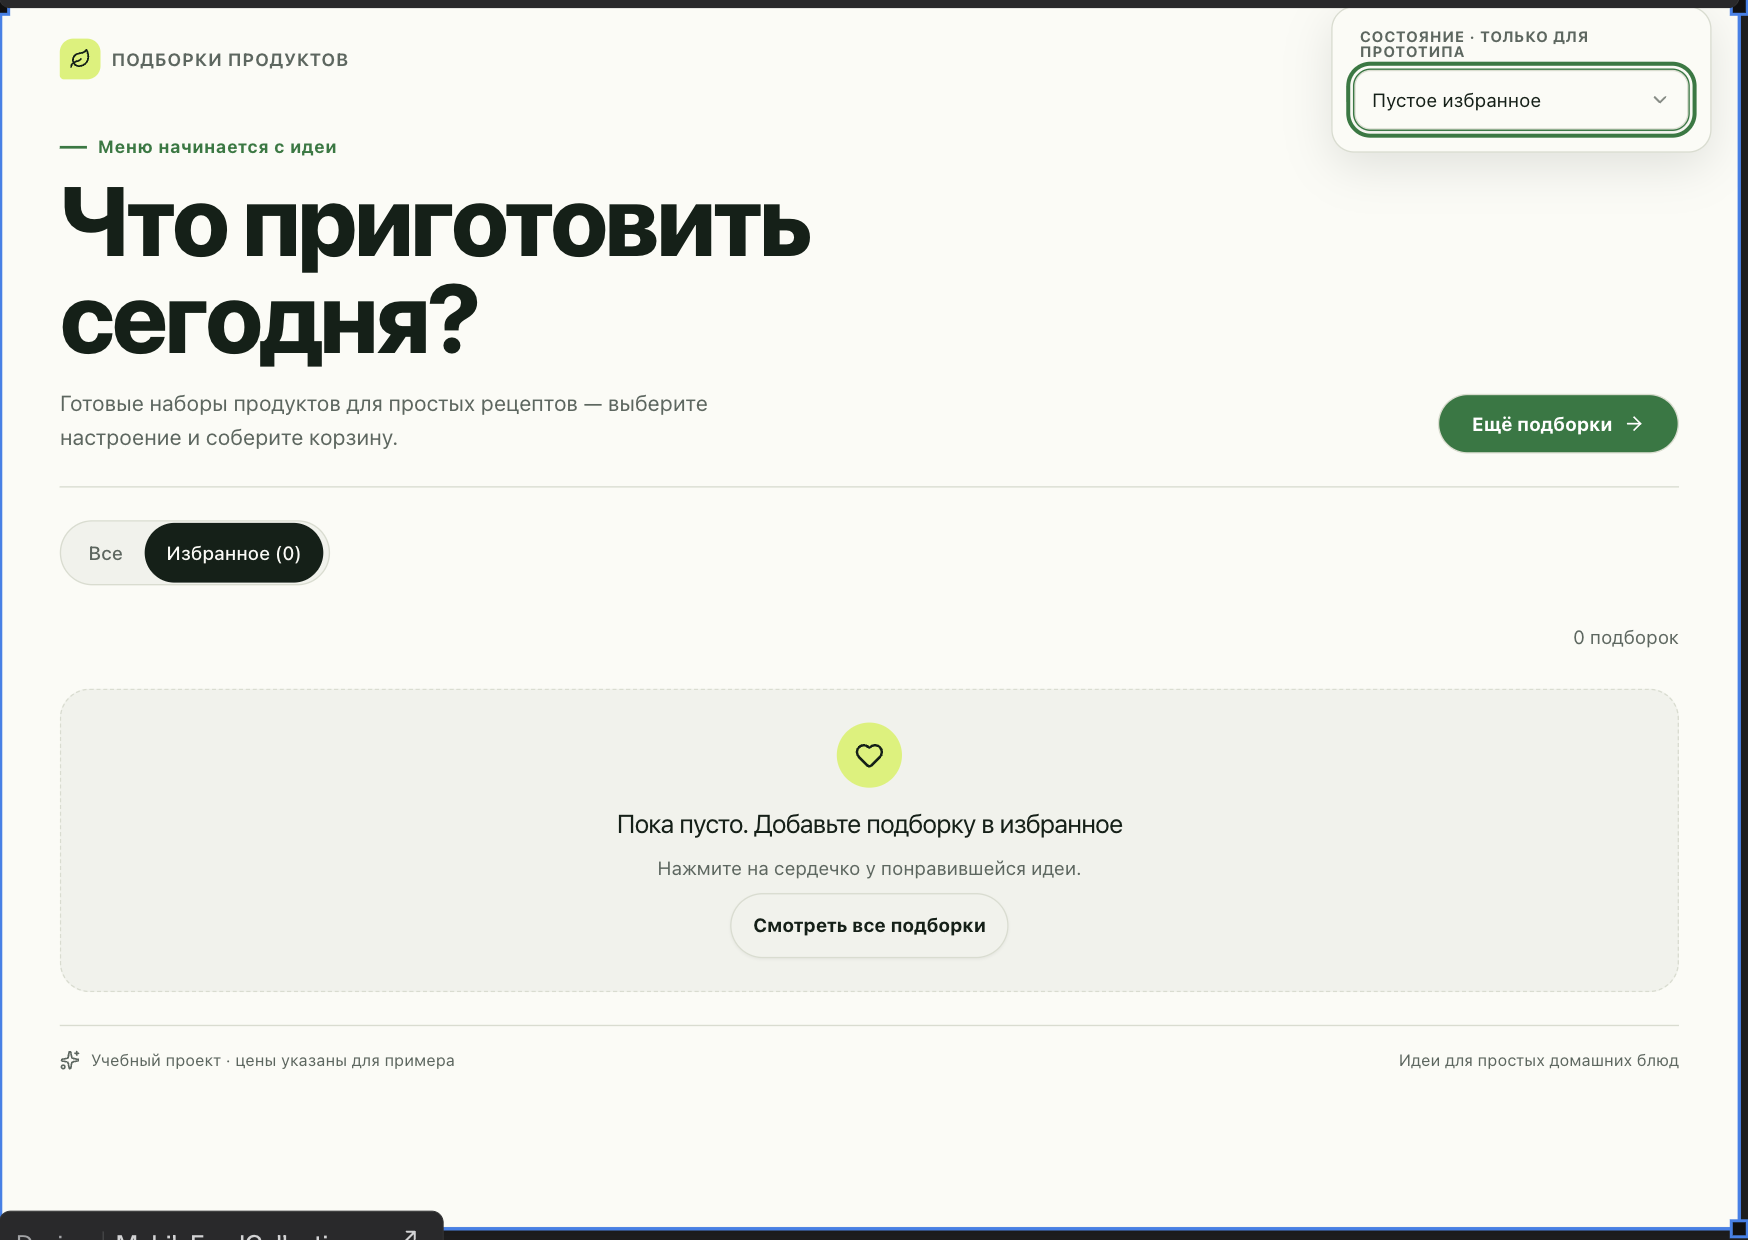 ПОДБОРКИ ПРОДУКТОВ
СОСТОЯНИЕ · ТОЛЬКО ДЛЯ
ПРОТОТИПА
Пустое избранное
Меню начинается с идеи
Что приготовить
сегодня?
Готовые наборы продуктов для простых рецептов — выберите
настроение и соберите корзину.
Ещё подборки
Все
Избранное (0)
0 подборок
Пока пусто. Добавьте подборку в избранное
Нажмите на сердечко у понравившейся идеи.
Смотреть все подборки
Учебный проект · цены указаны для примера
Идеи для простых домашних блюд